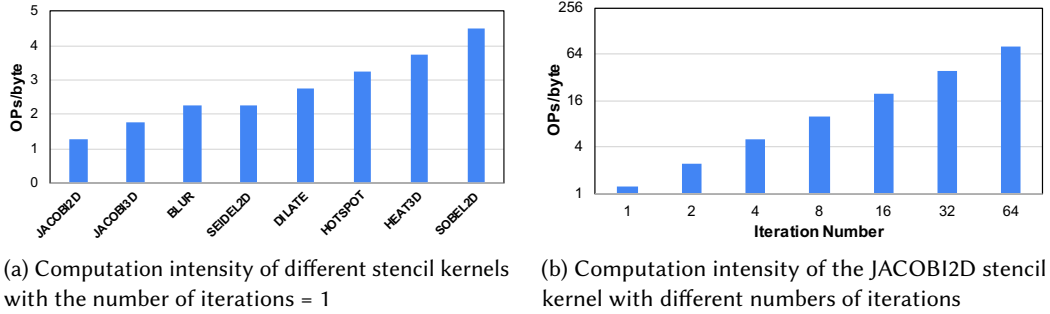 5
4
3
2
1
0
OPs/byte
JACOBI2D
JACOBI3D
BLUR
SEIDEL2D
DILATE
HOTSPOT
HEAT3D
SOBEL2D
(a) Computation intensity of different stencil kernels
with the number of iterations = 1
256
64
16
4
1
OPs/byte
1 2 4 8 16 32 64
Iteration Number
(b) Computation intensity of the JACOBI2D stencil
kernel with different numbers of iterations